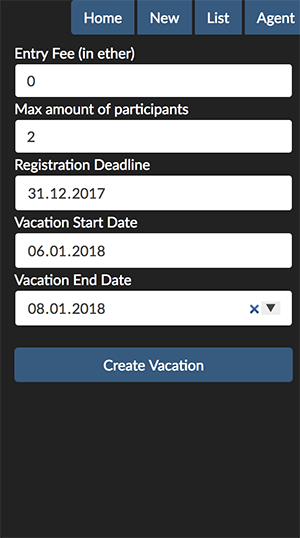 Home New List Agent
Entry Fee (in ether)
0
Max amount of participants
2
Registration Deadline
31.12.2017
Vacation Start Date
06.01.2018
Vacation End Date
08.01.2018
Create Vacation